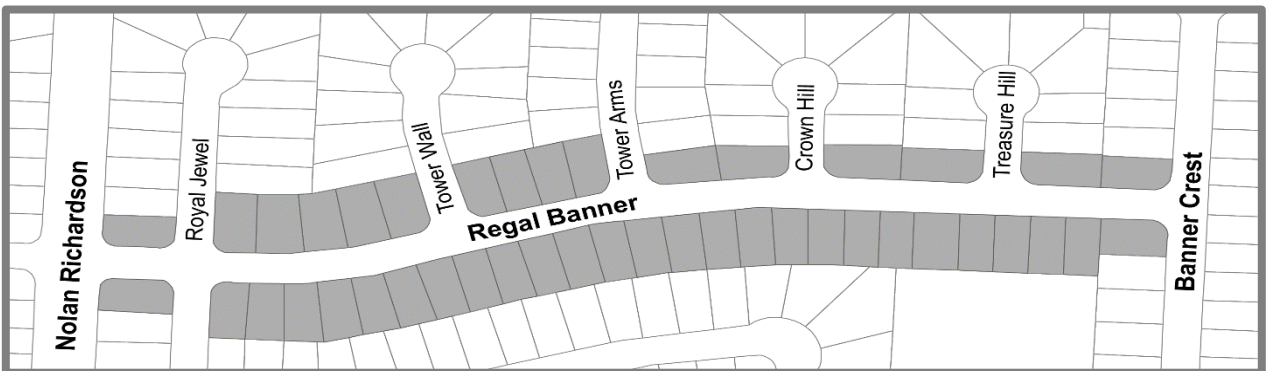 Nolan Richardson
Royal Jewel
Tower Wall
Regal Banner
Tower Arms
Crown Hill
Treasure Hill
Banner Crest